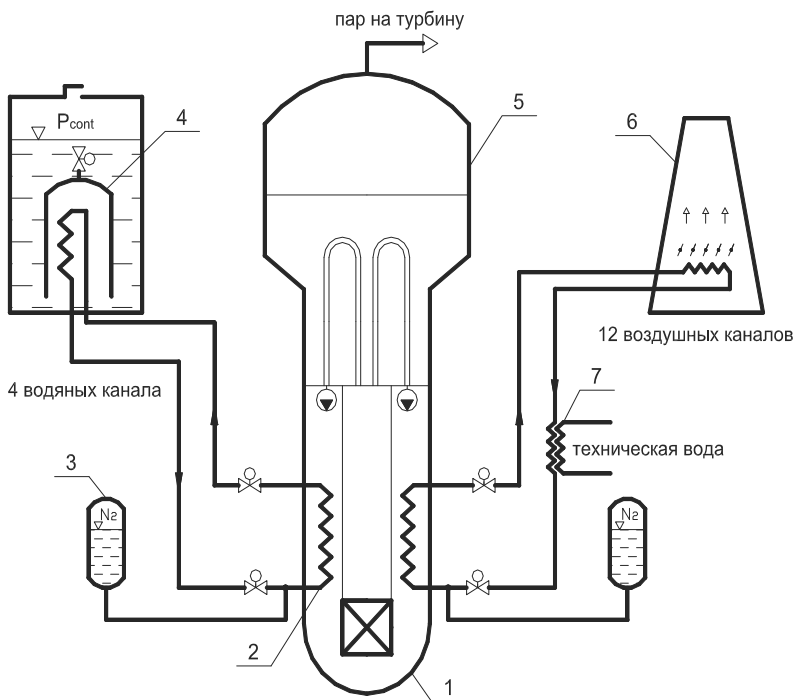 пар на турбину
Pcont
4
5
6
12 воздушных каналов
4 водяных канала
7
техническая вода
3
N2
N2
2
1